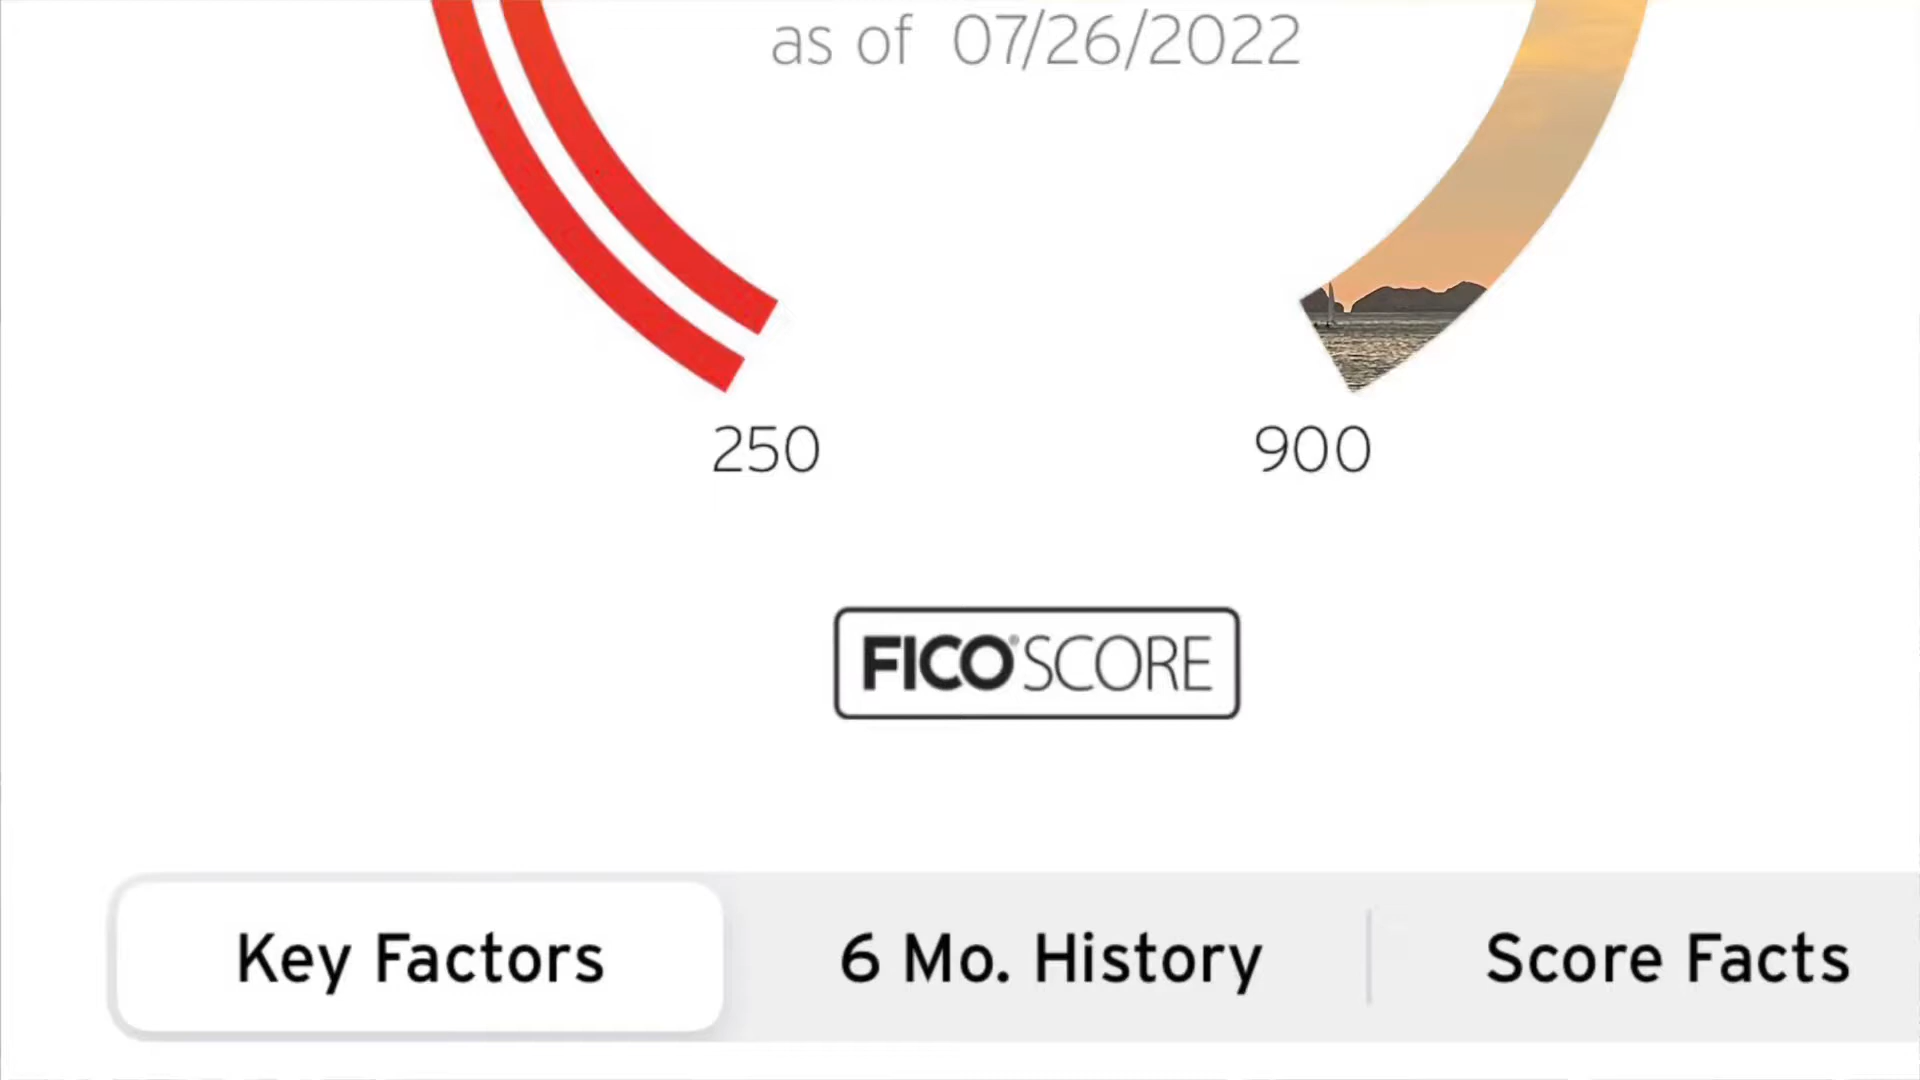 as of 07/26/2022
250 900
FICO® SCORE
Key Factors 6 Mo. History Score Facts